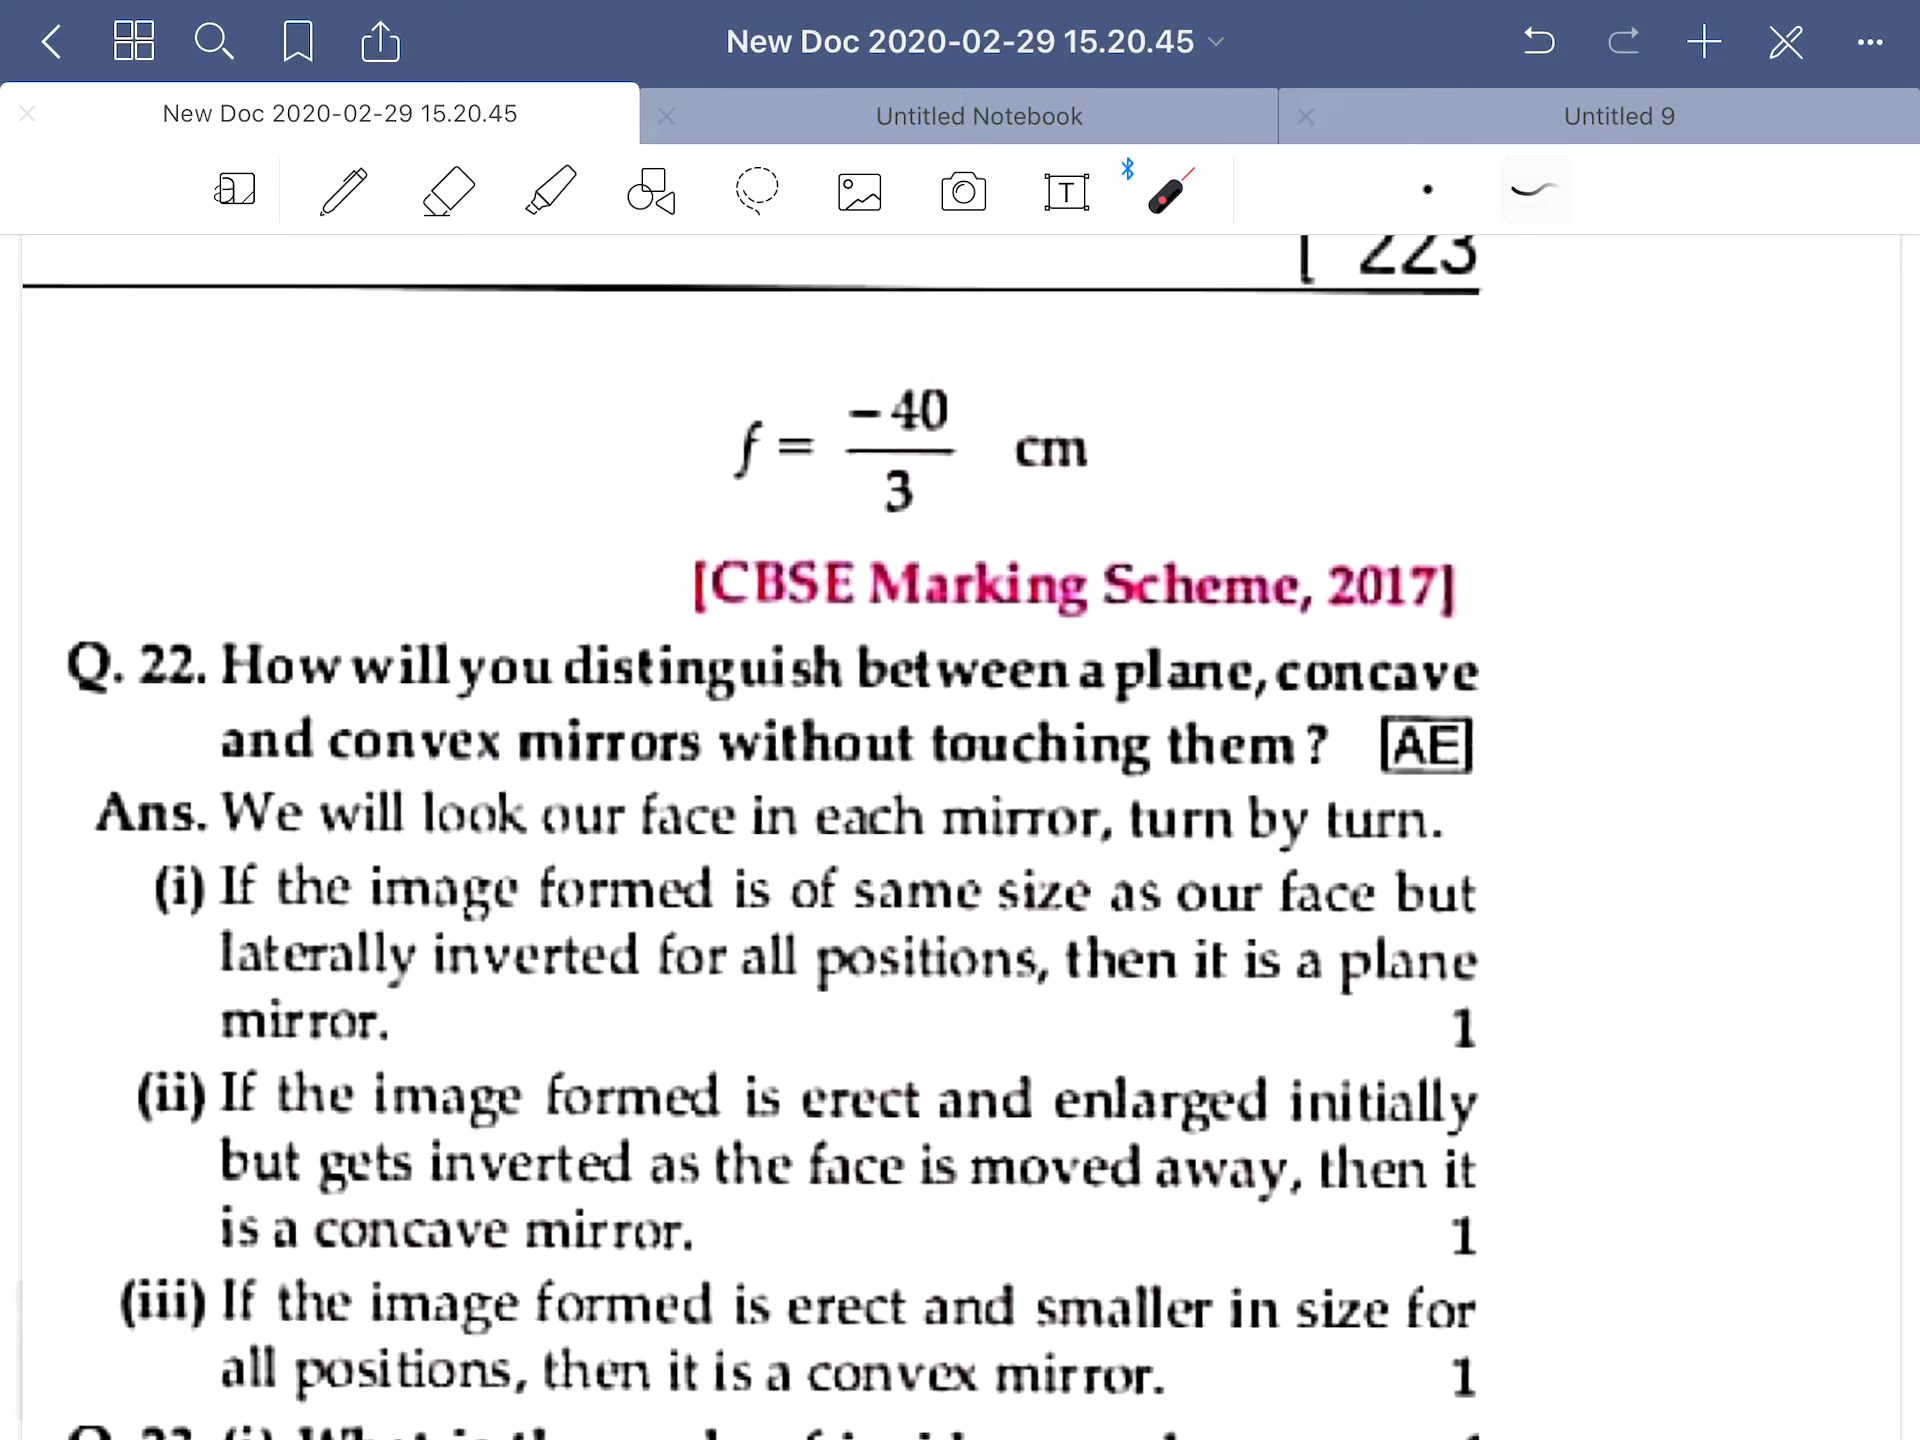 New Doc 2020-02-29 15.20.45
New Doc 2020-02-29 15.20.45
Untitled Notebook
Untitled 9
[ 223
f = -40/3 cm
[CBSE Marking Scheme, 2017]
Q. 22. How will you distinguish between a plane, concave
and convex mirrors without touching them? AE
Ans. We will look our face in each mirror, turn by turn.
(i) If the image formed is of same size as our face but
laterally inverted for all positions, then it is a plane
mirror. 1
(ii) If the image formed is erect and enlarged initially
but gets inverted as the face is moved away, then it
is a concave mirror. 1
(iii) If the image formed is erect and smaller in size for
all positions, then it is a convex mirror. 1